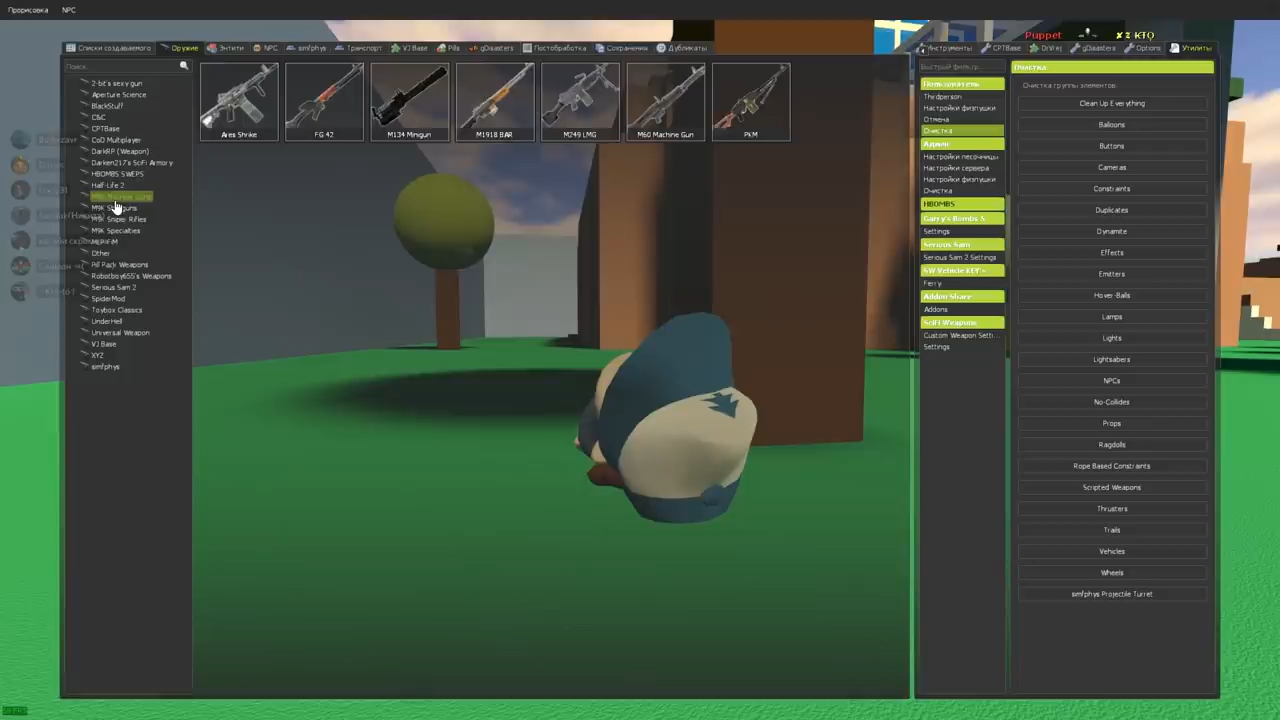 Прорисовка NPC
Puppet
Списки создаваемого Оружие Энтити NPC simfphys Транспорт VJ Base Pills gDisasters Постобработка Сохранения Дубликаты
Инструменты CPTBase gDisasters Options Утилиты
Поиск...
2-bit's sexy gun
Aperture Science
BlackStuff
C&C
CPTBase
CoD Multiplayer
DarkRP (Weapon)
Darken217's SciFi Armory
HBOMBS SWEPS
Half-Life 2
M9K Machine Guns
M9K Shotguns
M9K Sniper Rifles
M9K Specialties
Other
Pill Pack Weapons
Robotboy655's Weapons
Serious Sam 2
SpiderMod
Toybox Classics
UnderHell
Universal Weapon
VJ Base
XYZ
simfphys
Ares Shrike
FG 42
M134 Minigun
M1918 BAR
M249 LMG
M60 Machine Gun
PKM
Быстрый фильтр...
Пользователь
Thirdperson
Настройки физпушки
Отмена
Очистка
Админ
Настройки песочницы
Настройки сервера
Настройки физпушки
Очистка
HBOMBS
Garry's Bombs 5
Settings
Serious Sam
Serious Sam 2 Settings
SW Vehicle KDF's
Ferry
Addon Share
Addons
SciFi Weapons
Custom Weapon Setti...
Settings
Очистка
Очистка группы элементов:
Clean Up Everything
Balloons
Buttons
Cameras
Constraints
Duplicates
Dynamite
Effects
Emitters
Hover-Balls
Lamps
Lights
Lightsabers
NPCs
No-Collides
Props
Ragdolls
Rope Based Constraints
Scripted Weapons
Thrusters
Trails
Vehicles
Wheels
simfphys Projectile Turret